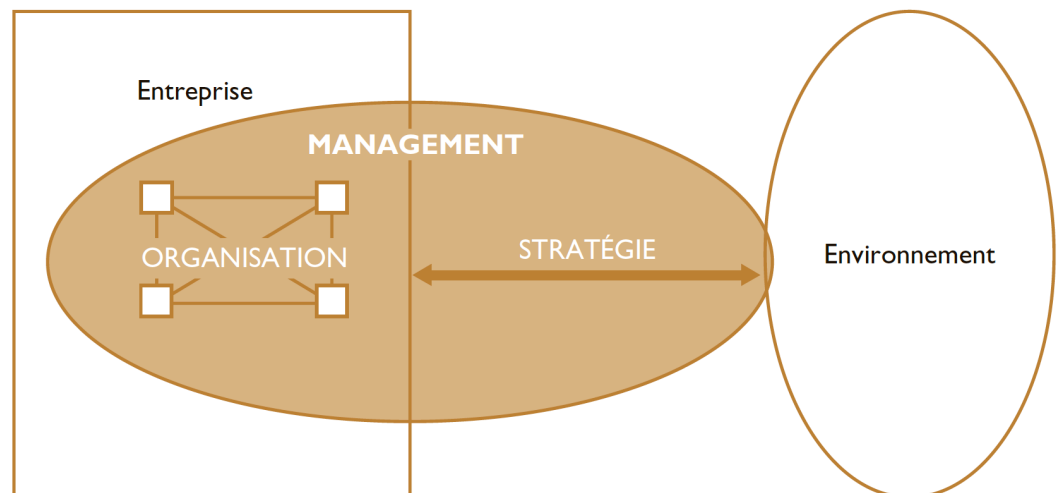 Entreprise
MANAGEMENT
ORGANISATION
STRATÉGIE
Environnement